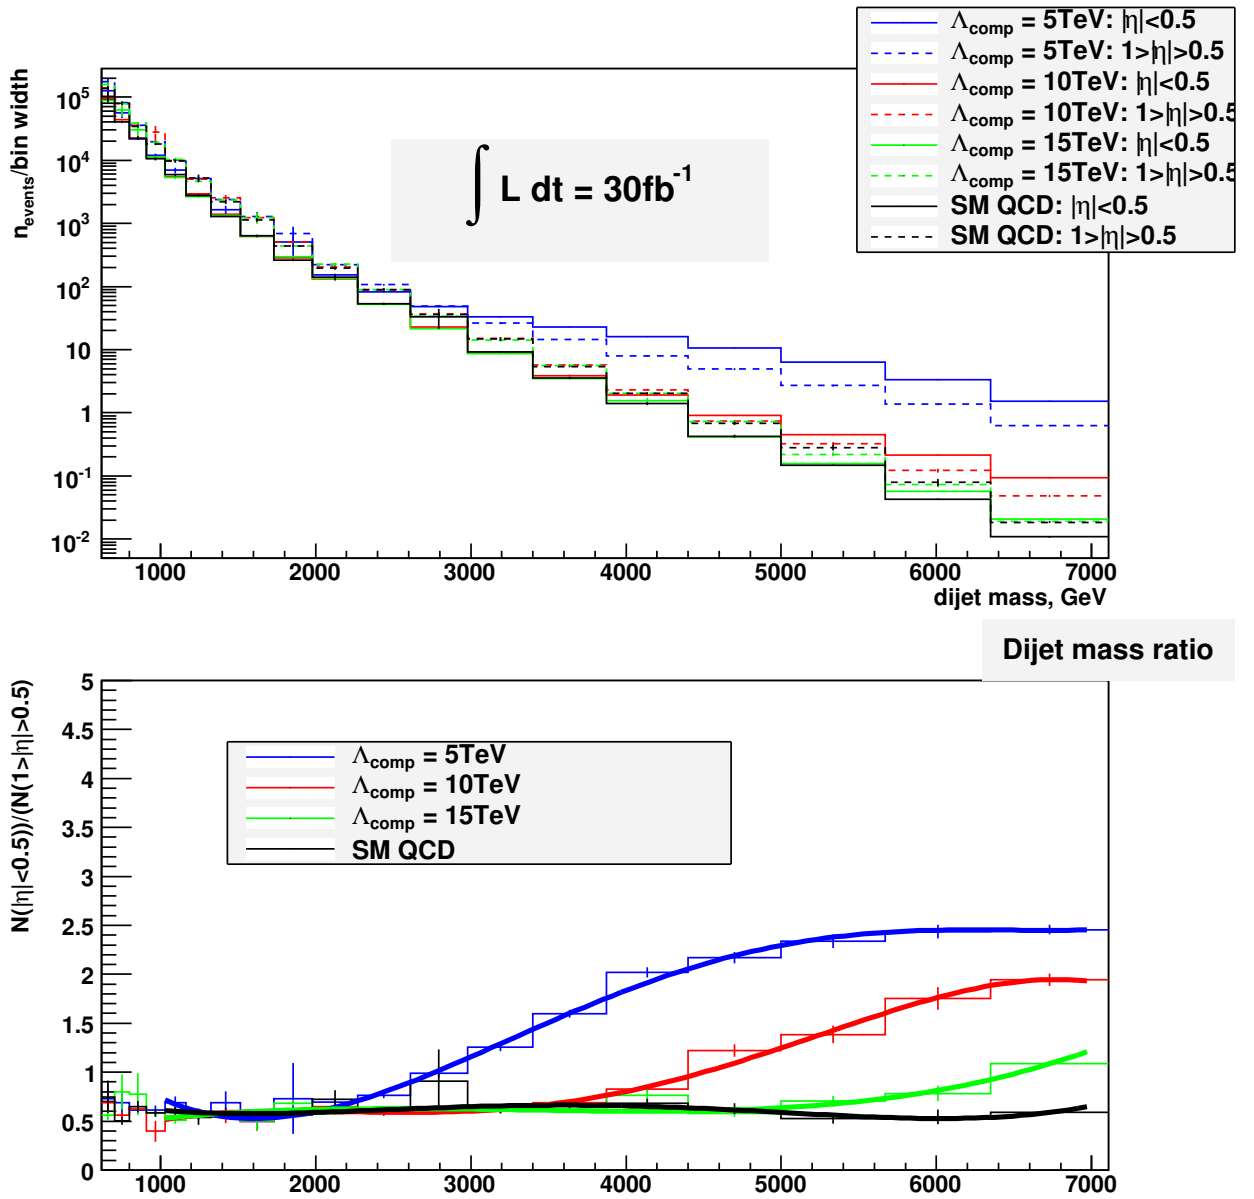 Λcomp = 5TeV: |η|<0.5
Λcomp = 5TeV: 1>|η|>0.5
Λcomp = 10TeV: |η|<0.5
Λcomp = 10TeV: 1>|η|>0.5
Λcomp = 15TeV: |η|<0.5
Λcomp = 15TeV: 1>|η|>0.5
SM QCD: |η|<0.5
SM QCD: 1>|η|>0.5
nevents/bin width
10^5
10^4
10^3
10^2
10
1
10^-1
10^-2
∫ L dt = 30fb^-1
1000 2000 3000 4000 5000 6000 7000
dijet mass, GeV
Dijet mass ratio
N(|η|<0.5))/(N(1>|η|>0.5)
5
4.5
4
3.5
3
2.5
2
1.5
1
0.5
0
Λcomp = 5TeV
Λcomp = 10TeV
Λcomp = 15TeV
SM QCD
1000 2000 3000 4000 5000 6000 7000